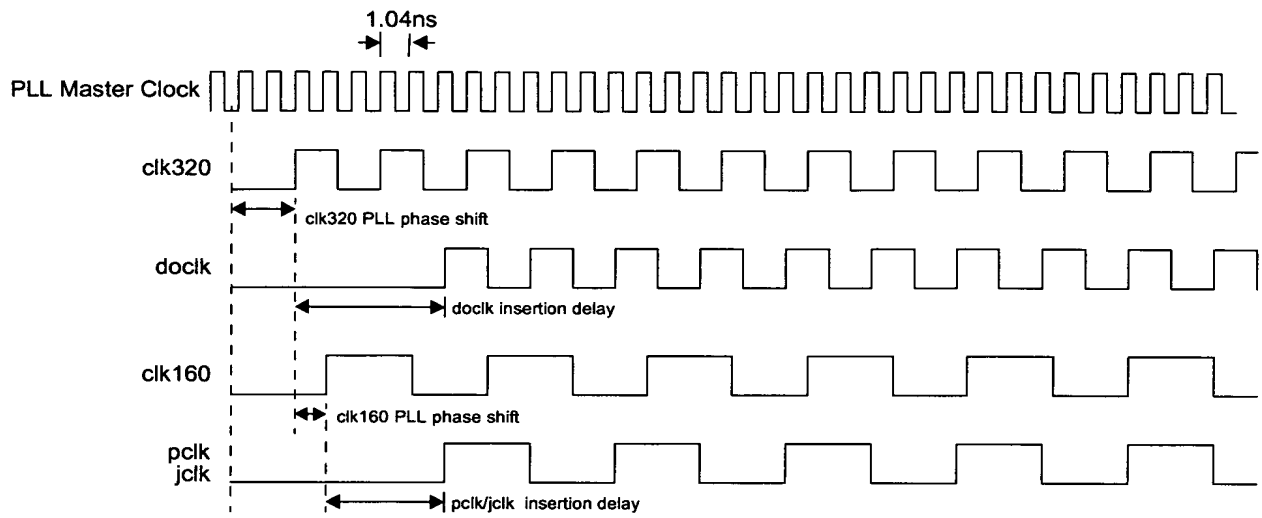 1.04ns
PLL Master Clock
clk320
clk320 PLL phase shift
doclk
doclk insertion delay
clk160
clk160 PLL phase shift
pclk
jclk
pclk/jclk insertion delay